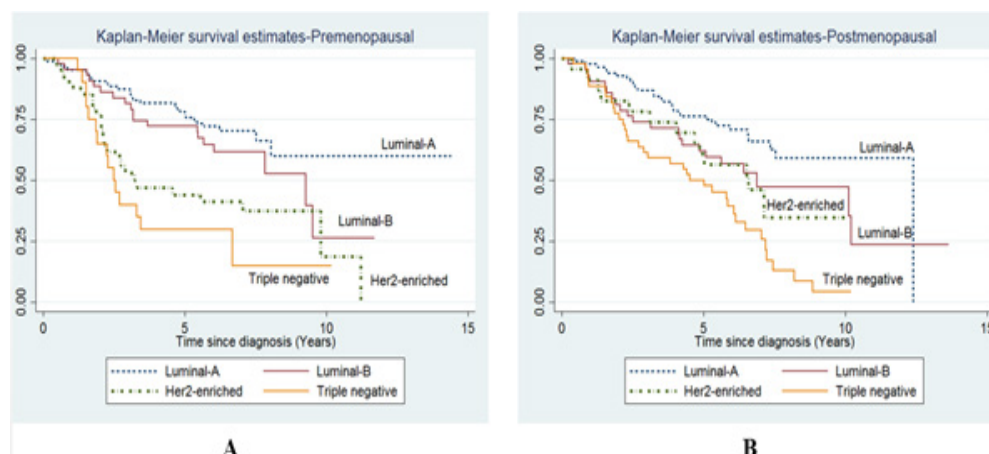 Kaplan-Meier survival estimates-Premenopausal
1.00
0.75
0.50
0.25
0.00
Luminal-A
Luminal-B
Triple negative
Her2-enriched
0 5 10 15
Time since diagnosis (Years)
Luminal-A Luminal-B
Her2-enriched Triple negative
A
Kaplan-Meier survival estimates-Postmenopausal
1.00
0.75
0.50
0.25
0.00
Luminal-A
Her2-enriched
Luminal-B
Triple negative
0 5 10 15
Time since diagnosis (Years)
Luminal-A Luminal-B
Her2-enriched Triple negative
B